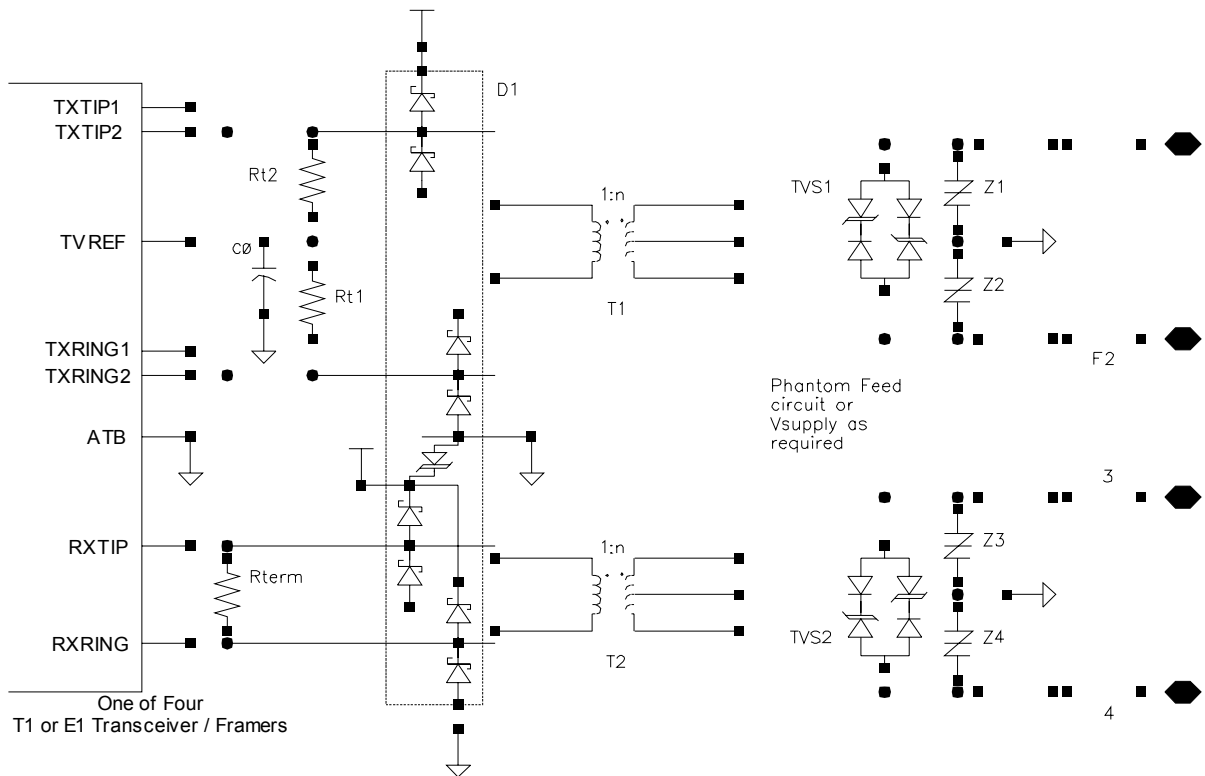 D1
TXTIP1
TXTIP2
Rt2
1:n
TVS1
Z1
TVREF
CØ
Rt1
Z2
T1
TXRING1
TXRING2
F2
Phantom Feed
circuit or
Vsupply as
required
ATB
3
RXTIP
1:n
Z3
Rterm
RXRING
TVS2
Z4
T2
4
One of Four
T1 or E1 Transceiver / Framers